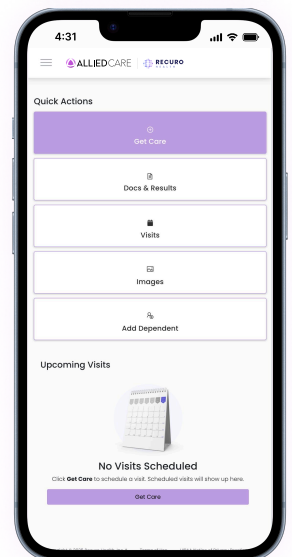 4:31
ALLIEDCARE RECURO
HEALTH
Quick Actions
Get Care
Docs & Results
Visits
Images
Add Dependent
Upcoming Visits
No Visits Scheduled
Click Get Care to schedule a visit. Scheduled visits will show up here.
Get Care